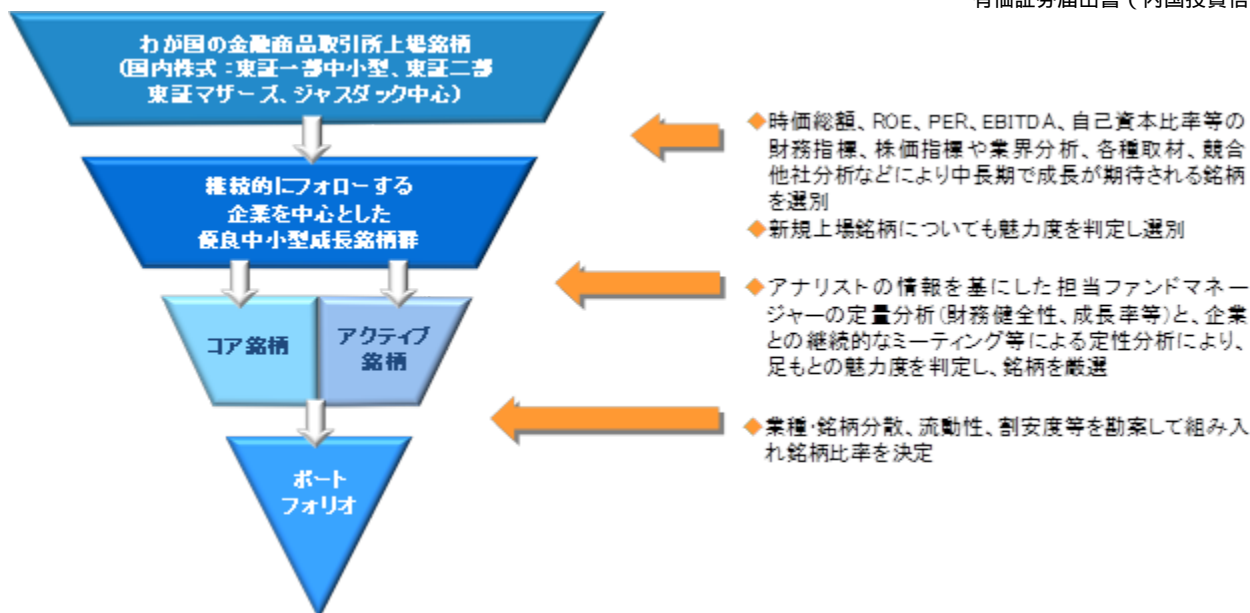 有価証券届出書(内国投資信
わが国の金融商品取引所上場銘柄
(国内株式:東証一部中小型、東証二部
東証マザーズ、ジャスダック中心)
継続的にフォローする
企業を中心とした
優良中小型成長銘柄群
コア銘柄
アクティブ
銘柄
ポート
フォリオ
◆時価総額、ROE、PER、EBITDA、自己資本比率等の
財務指標、株価指標や業界分析、各種取材、競合
他社分析などにより中長期で成長が期待される銘柄
を選別
◆新規上場銘柄についても魅力度を判定し選別
◆アナリストの情報を基にした担当ファンドマネー
ジャーの定量分析(財務健全性、成長率等)と、企業
との継続的なミーティング等による定性分析により、
足もとの魅力度を判定し、銘柄を厳選
◆業種・銘柄分散、流動性、割安度等を勘案して組み入
れ銘柄比率を決定